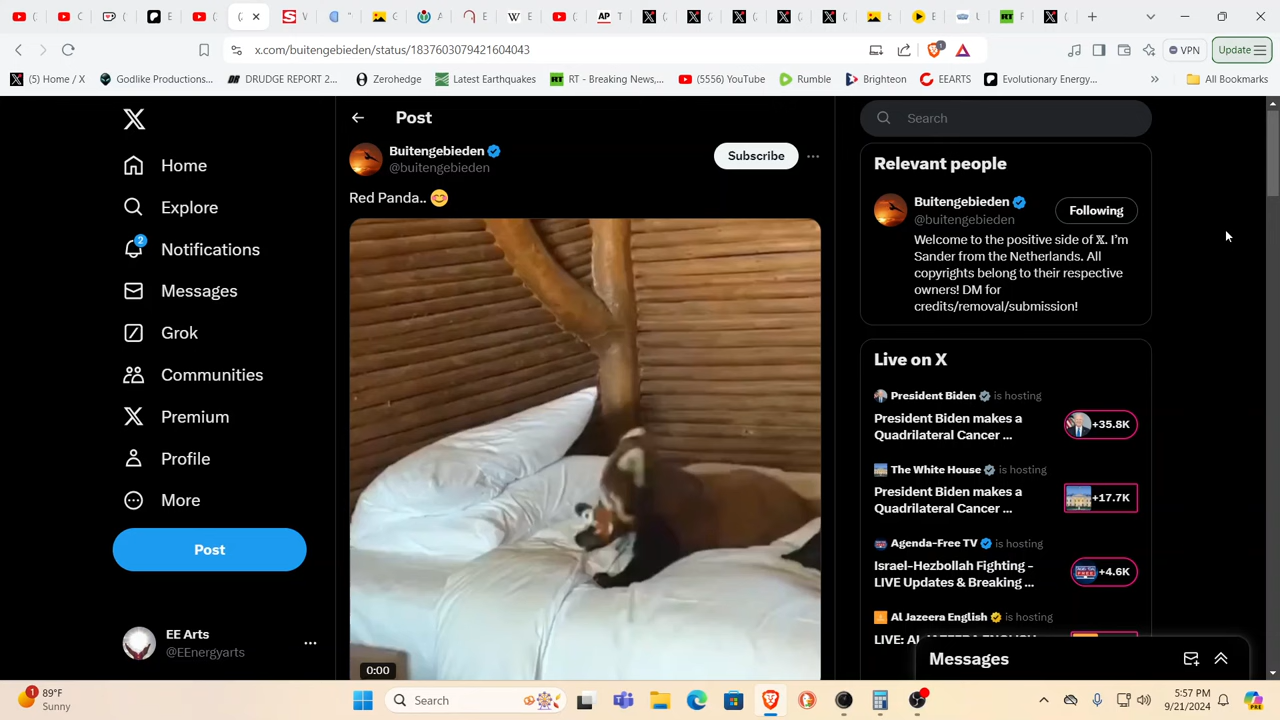 x.com/buitengebieden/status/1837603079421604043
1
VPN
Update
(5) Home / X
Godlike Productions...
DRUDGE REPORT 2...
Zerohedge
Latest Earthquakes
RT - Breaking News,...
(5555) YouTube
Rumble
Brighteon
EEARTS
Evolutionary Energy...
All Bookmarks
Home
Explore
2
Notifications
Messages
Grok
Communities
Premium
Profile
More
Post
EE Arts
@EEnergyarts
Post
Buitengebieden
@buitengebieden
Subscribe
Red Panda.. 😊
0:00
Search
Relevant people
Buitengebieden
@buitengebieden
Following
Welcome to the positive side of 𝕏. I'm
Sander from the Netherlands. All
copyrights belong to their respective
owners! DM for
credits/removal/submission!
Live on X
President Biden is hosting
President Biden makes a
Quadrilateral Cancer ...
+35.8K
The White House is hosting
President Biden makes a
Quadrilateral Cancer ...
+17.7K
Agenda-Free TV is hosting
Israel-Hezbollah Fighting -
LIVE Updates & Breaking ...
+4.6K
Al Jazeera English is hosting
Messages
1
89°F
Sunny
Search
5:57 PM
9/21/2024